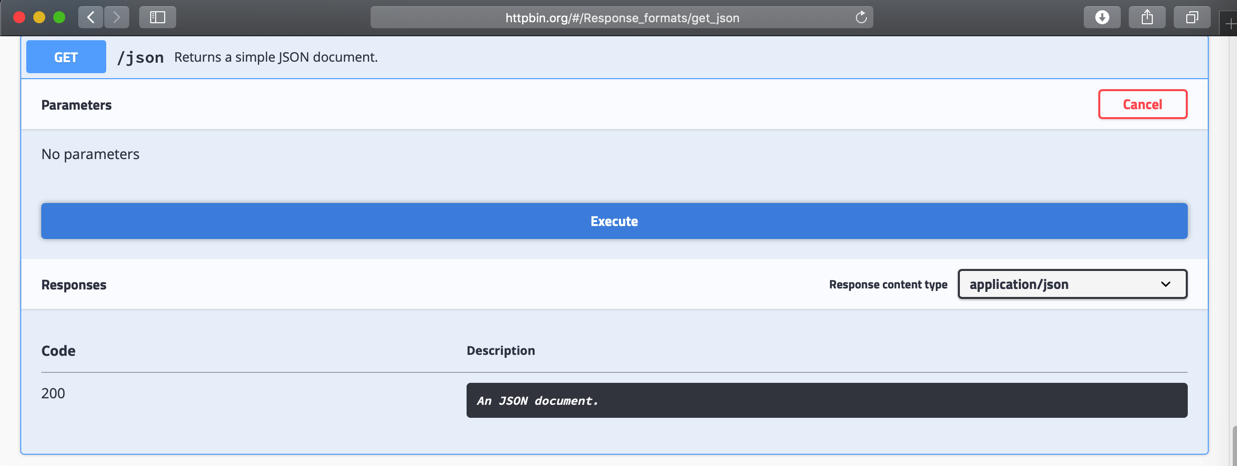 httpbin.org/#/Response_formats/get_json
GET /json Returns a simple JSON document.
Parameters Cancel
No parameters
Execute
Responses Response content type application/json
Code Description
200 An JSON document.